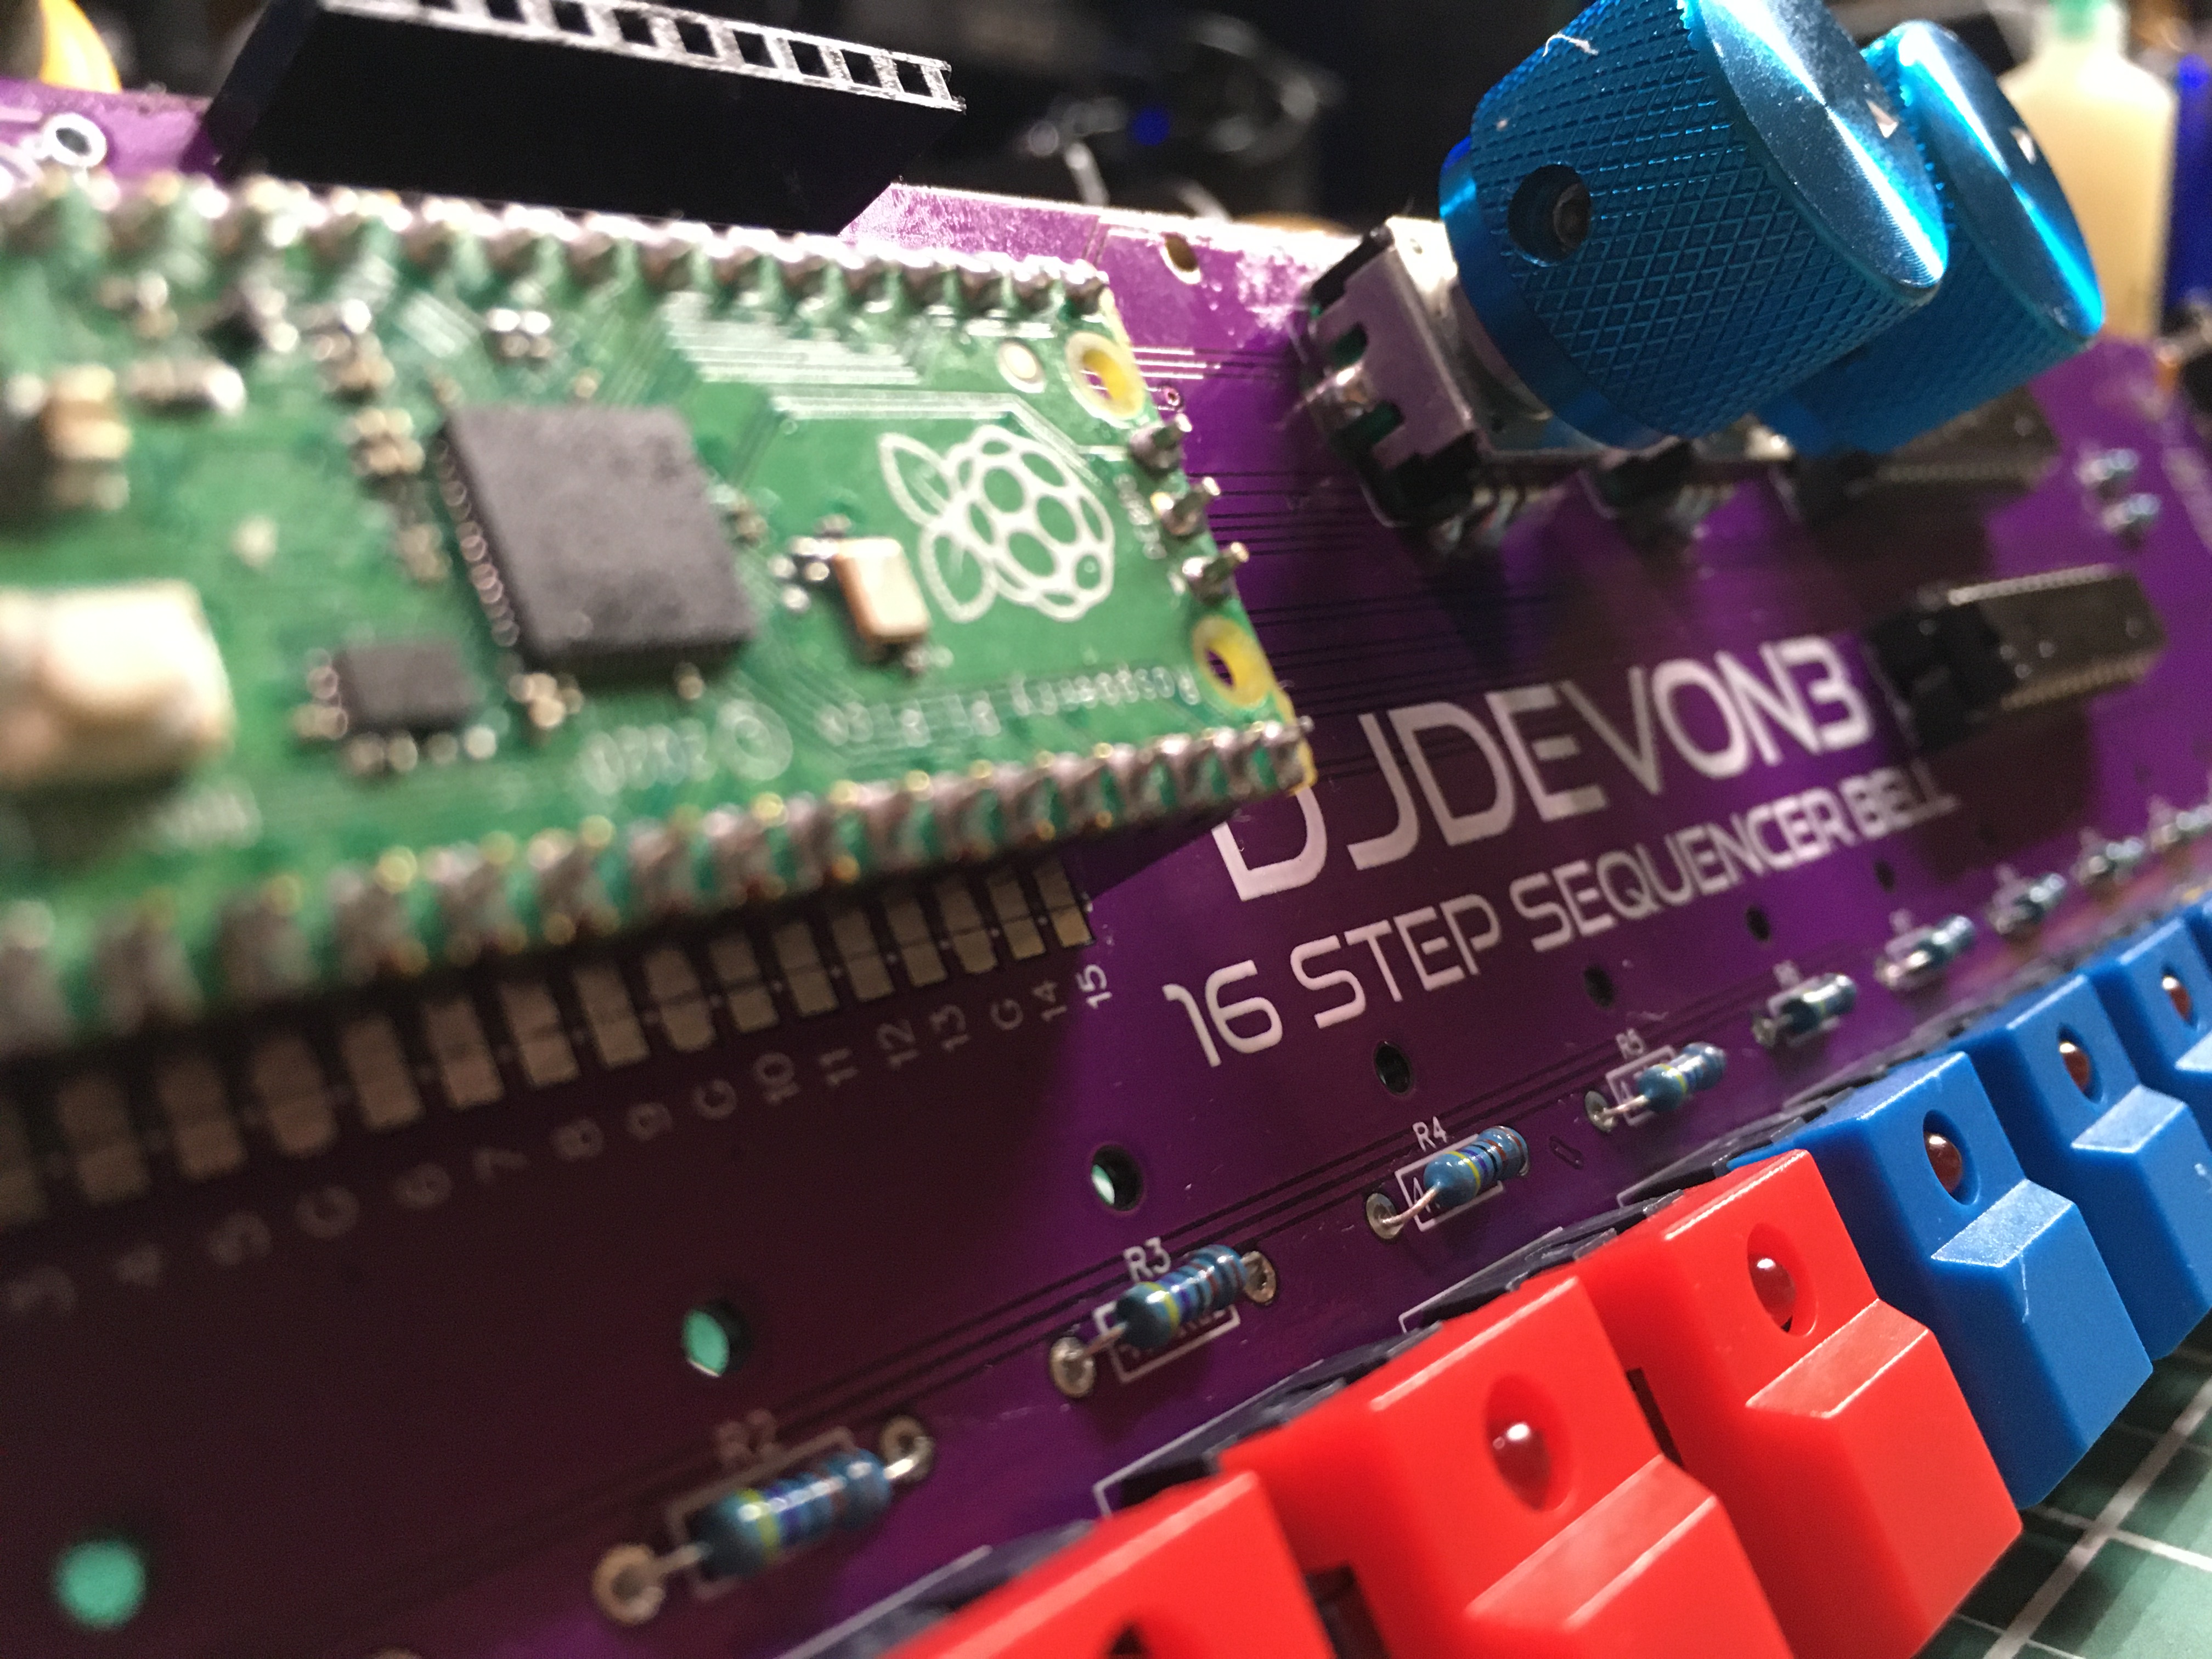 Raspberry Pi Pico © 2020
DJDEVON3
16 STEP SEQUENCER BELL
3 4 5 G 6 7 8 9 G 10 11 12 13 G 14 15
R5
R4
R3
R2